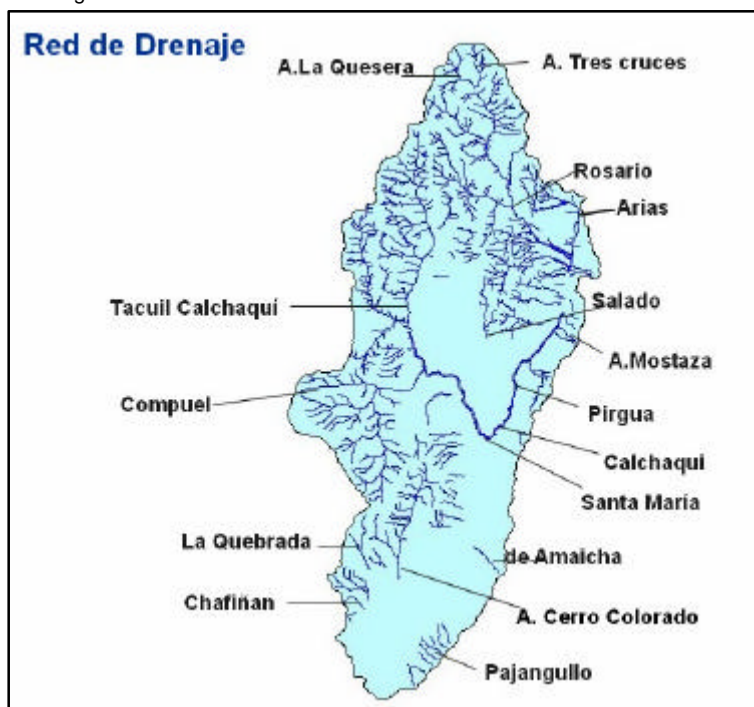 Red de Drenaje
A.La Quesera
A. Tres cruces
Rosario
Arias
Tacuil Calchaquí
Salado
A.Mostaza
Compuel
Pirgua
Calchaqui
Santa María
La Quebrada
de Amaicha
Chafiñan
A. Cerro Colorado
Pajangullo